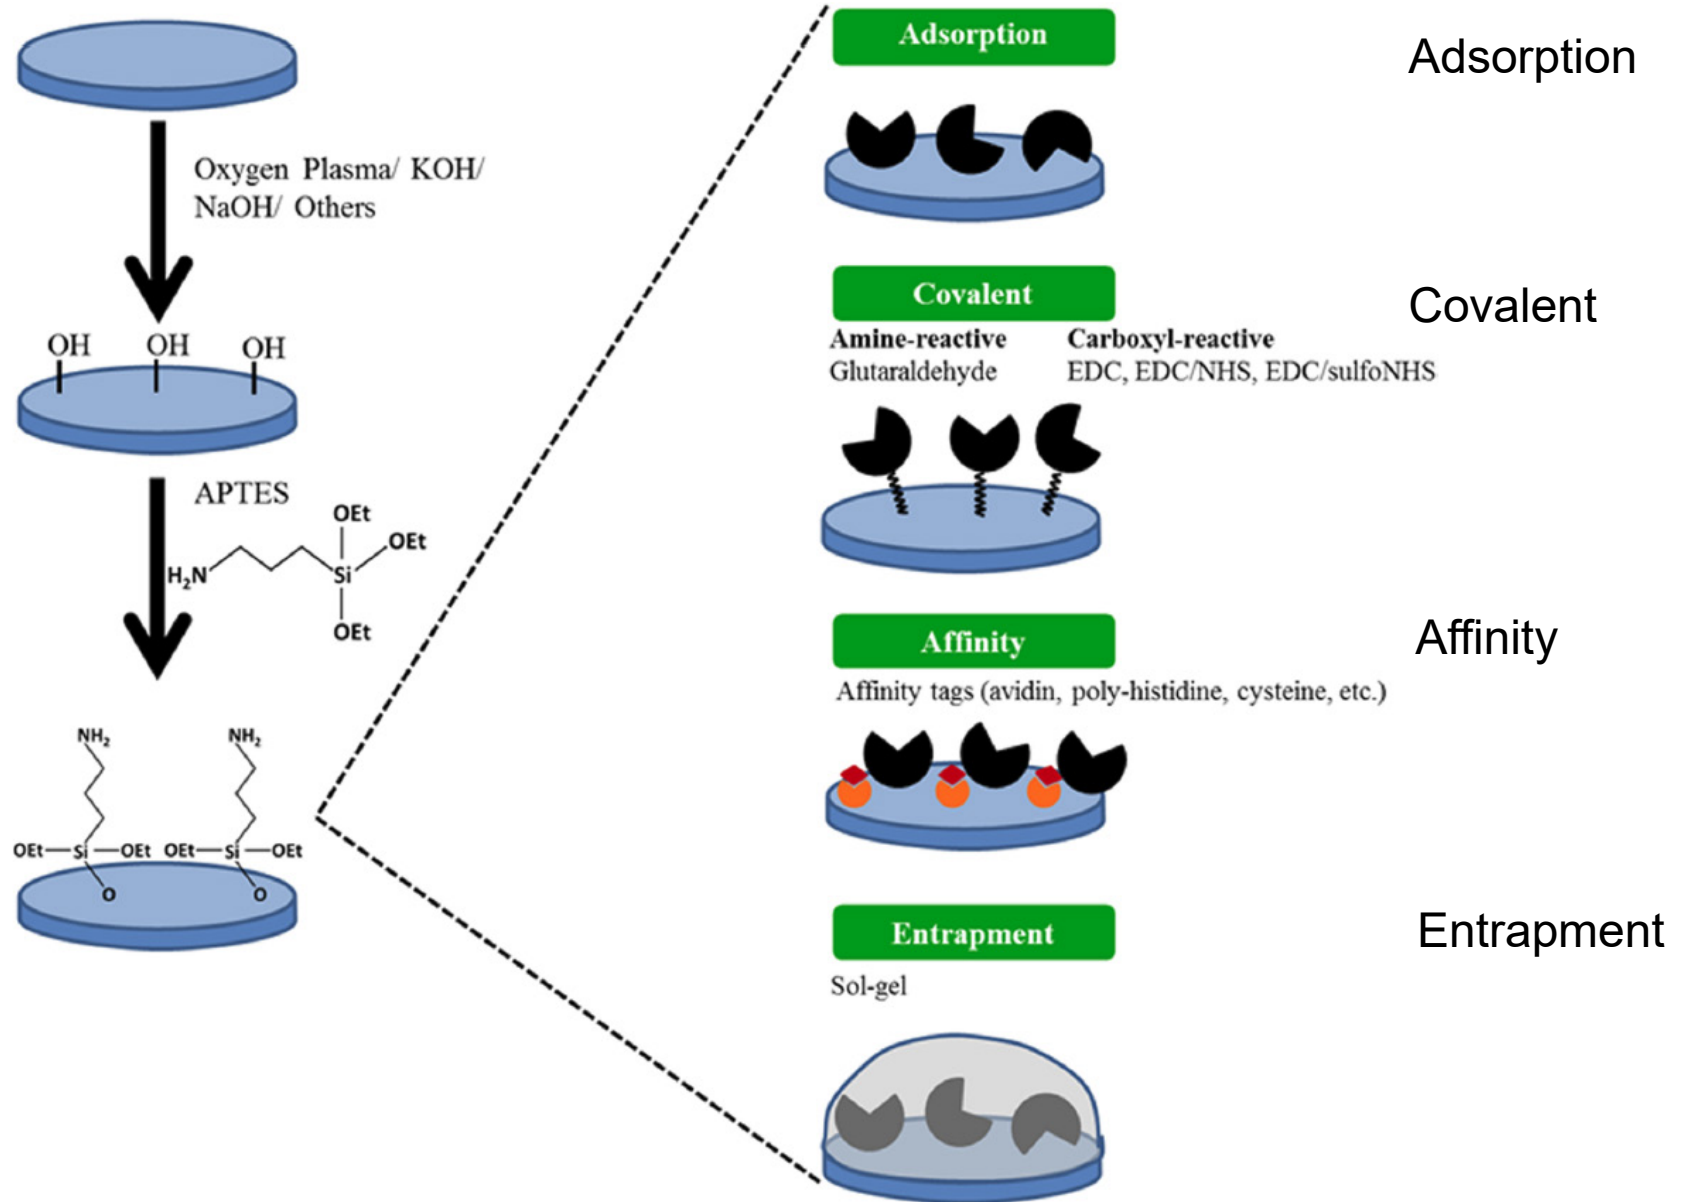 Oxygen Plasma/ KOH/
NaOH/ Others
OH OH OH
APTES
OEt
OEt
H₂N Si
OEt
NH₂ NH₂
OEt Si OEt OEt Si OEt
O O
Adsorption
Adsorption
Covalent
Covalent
Amine-reactive Carboxyl-reactive
Glutaraldehyde EDC, EDC/NHS, EDC/sulfoNHS
Affinity
Affinity
Affinity tags (avidin, poly-histidine, cysteine, etc.)
Entrapment
Entrapment
Sol-gel